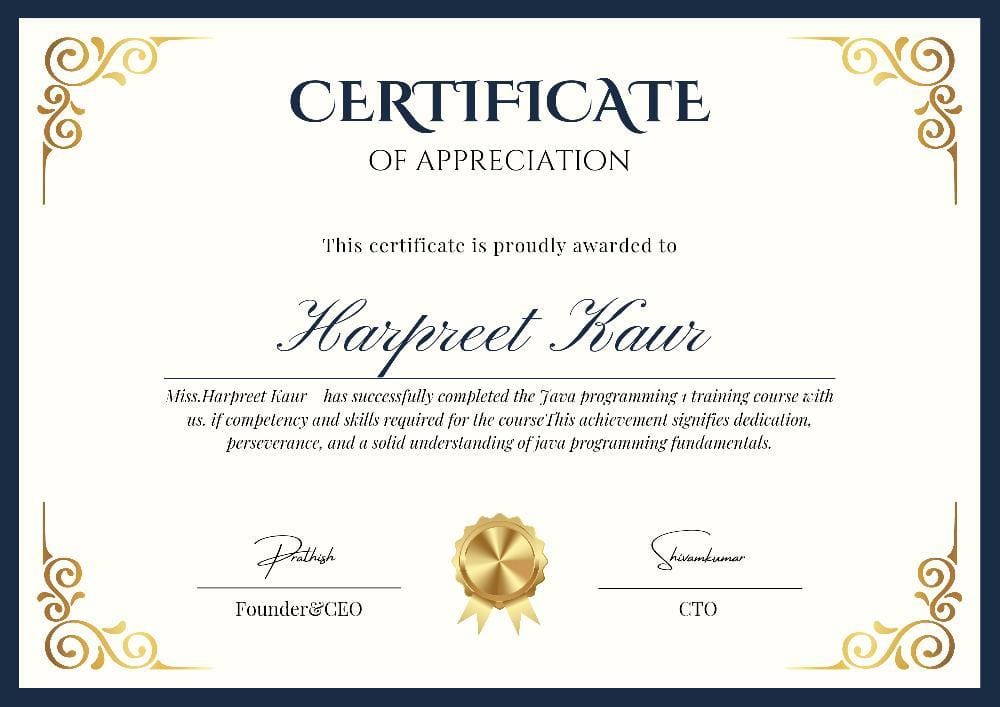 CERTIFICATE
OF APPRECIATION
This certificate is proudly awarded to
Harpreet Kaur
Miss.Harpreet Kaur has successfully completed the Java programming 1 training course with
us. if competency and skills required for the courseThis achievement signifies dedication,
perseverance, and a solid understanding of java programming fundamentals.
Prathish
Shivamkumar
Founder&CEO
CTO